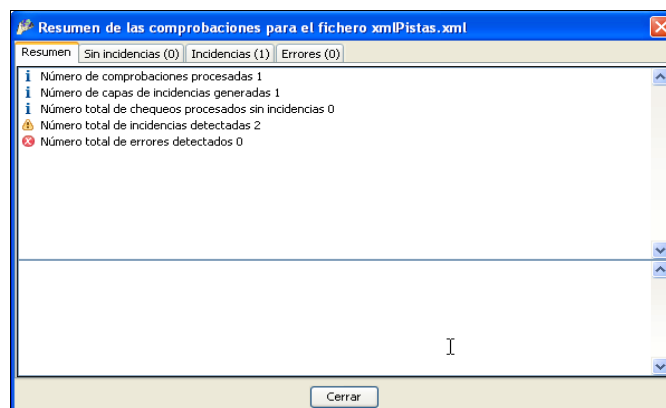 Resumen de las comprobaciones para el fichero xmlPistas.xml
Resumen Sin incidencias (0) Incidencias (1) Errores (0)
Número de comprobaciones procesadas 1
Número de capas de incidencias generadas 1
Número total de chequeos procesados sin incidencias 0
Número total de incidencias detectadas 2
Número total de errores detectados 0
Cerrar